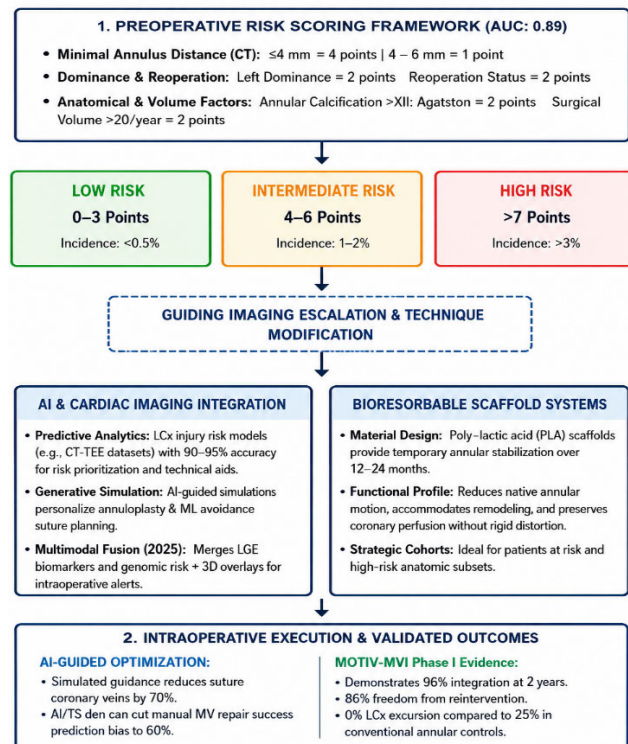 1. PREOPERATIVE RISK SCORING FRAMEWORK (AUC: 0.89)
• Minimal Annulus Distance (CT): ≤4 mm = 4 points | 4 – 6 mm = 1 point
• Dominance & Reoperation: Left Dominance = 2 points Reoperation Status = 2 points
• Anatomical & Volume Factors: Annular Calcification >XII: Agatston = 2 points Surgical
Volume >20/year = 2 points
LOW RISK
0–3 Points
Incidence: <0.5%
INTERMEDIATE RISK
4–6 Points
Incidence: 1–2%
HIGH RISK
>7 Points
Incidence: >3%
GUIDING IMAGING ESCALATION & TECHNIQUE
MODIFICATION
AI & CARDIAC IMAGING INTEGRATION
• Predictive Analytics: LCx injury risk models
(e.g., CT-TEE datasets) with 90–95% accuracy
for risk prioritization and technical aids.
• Generative Simulation: AI-guided simulations
personalize annuloplasty & ML avoidance
suture planning.
• Multimodal Fusion (2025): Merges LGE
biomarkers and genomic risk + 3D overlays for
intraoperative alerts.
BIORESORBABLE SCAFFOLD SYSTEMS
• Material Design: Poly-lactic acid (PLA) scaffolds
provide temporary annular stabilization over
12–24 months.
• Functional Profile: Reduces native annular
motion, accommodates remodeling, and preserves
coronary perfusion without rigid distortion.
• Strategic Cohorts: Ideal for patients at risk and
high-risk anatomic subsets.
2. INTRAOPERATIVE EXECUTION & VALIDATED OUTCOMES
AI-GUIDED OPTIMIZATION:
• Simulated guidance reduces suture
coronary veins by 70%.
• AI/TS den can cut manual MV repair success
prediction bias to 60%.
MOTIV-MVI Phase I Evidence:
• Demonstrates 96% integration at 2 years.
• 86% freedom from reintervention.
• 0% LCx excursion compared to 25% in
conventional annular controls.